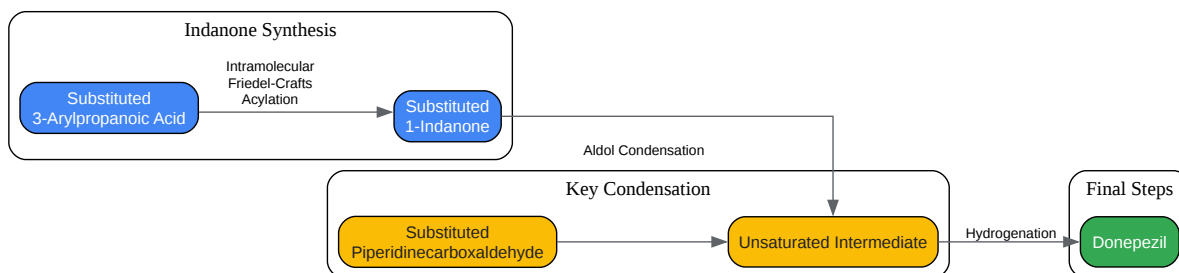 Indanone Synthesis
Substituted
3-Arylpropanoic Acid
Intramolecular
Friedel-Crafts
Acylation
Substituted
1-Indanone
Aldol Condensation
Key Condensation
Substituted
Piperidinecarboxaldehyde
Unsaturated Intermediate
Hydrogenation
Final Steps
Donepezil